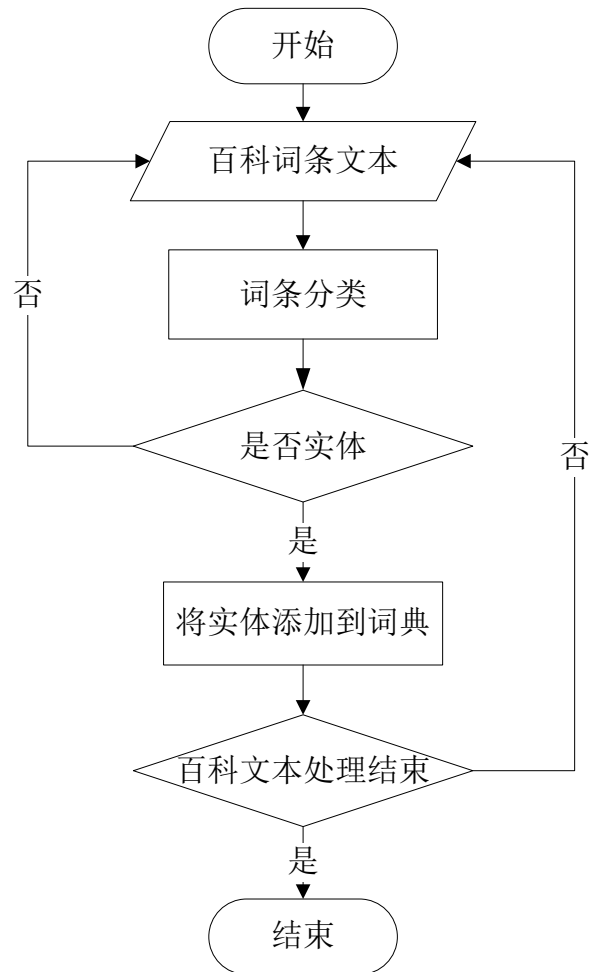 开始
百科词条文本
词条分类
否
是否实体
否
是
将实体添加到词典
百科文本处理结束
是
结束